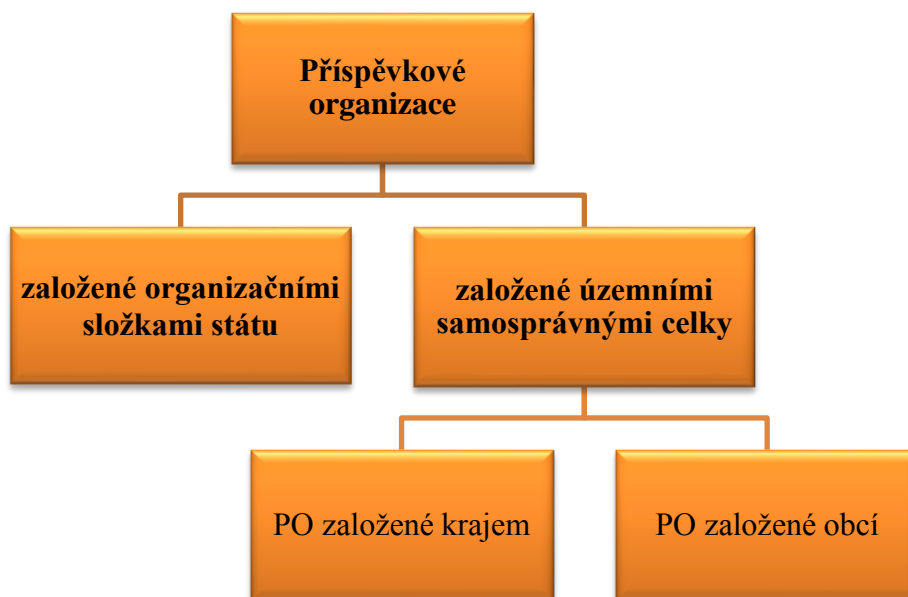 Příspěvkové
organizace
založené organizačními
složkami státu
založené územními
samosprávnými celky
PO založené krajem
PO založené obcí